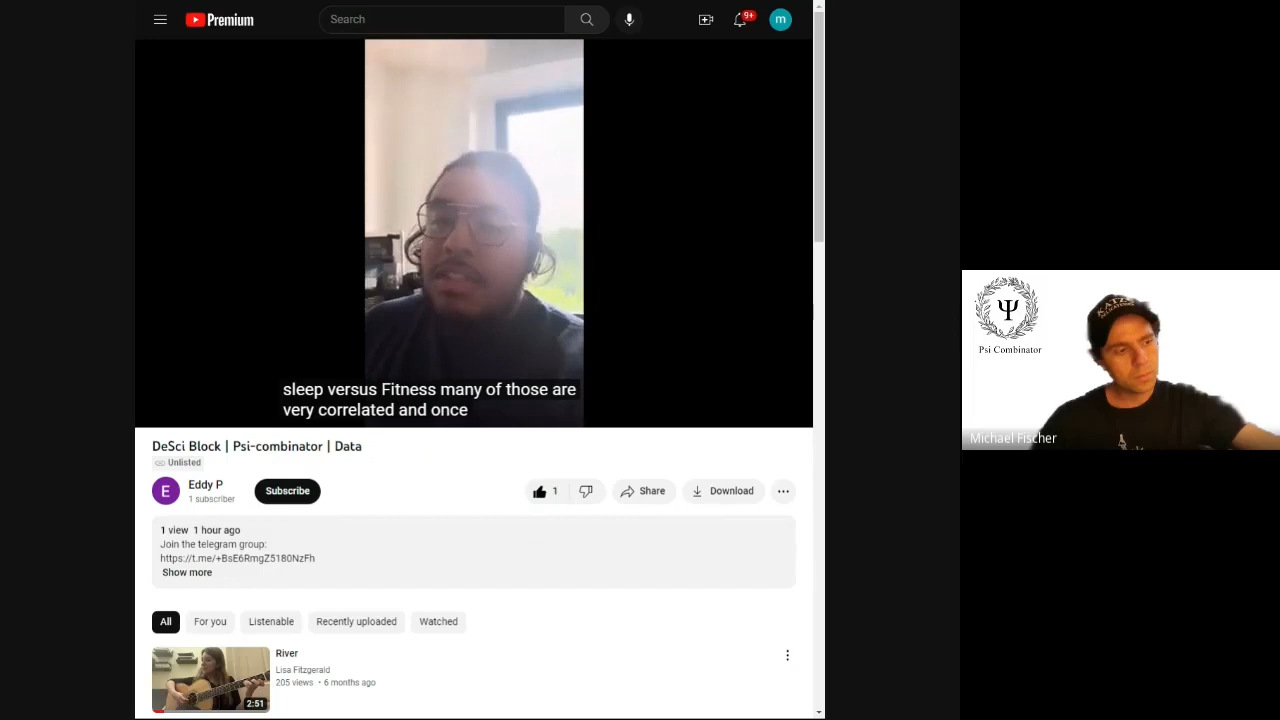 Premium
Search
9+
m
sleep versus Fitness many of those are
very correlated and once
DeSci Block | Psi-combinator | Data
Unlisted
E
Eddy P
1 subscriber
Subscribe
1
Share
Download
1 view 1 hour ago
Join the telegram group:
https://t.me/+BsE6RmgZ5180NzFh
Show more
All
For you
Listenable
Recently uploaded
Watched
River
Lisa Fitzgerald
205 views • 6 months ago
2:51
Ψ
Psi Combinator
Michael Fischer